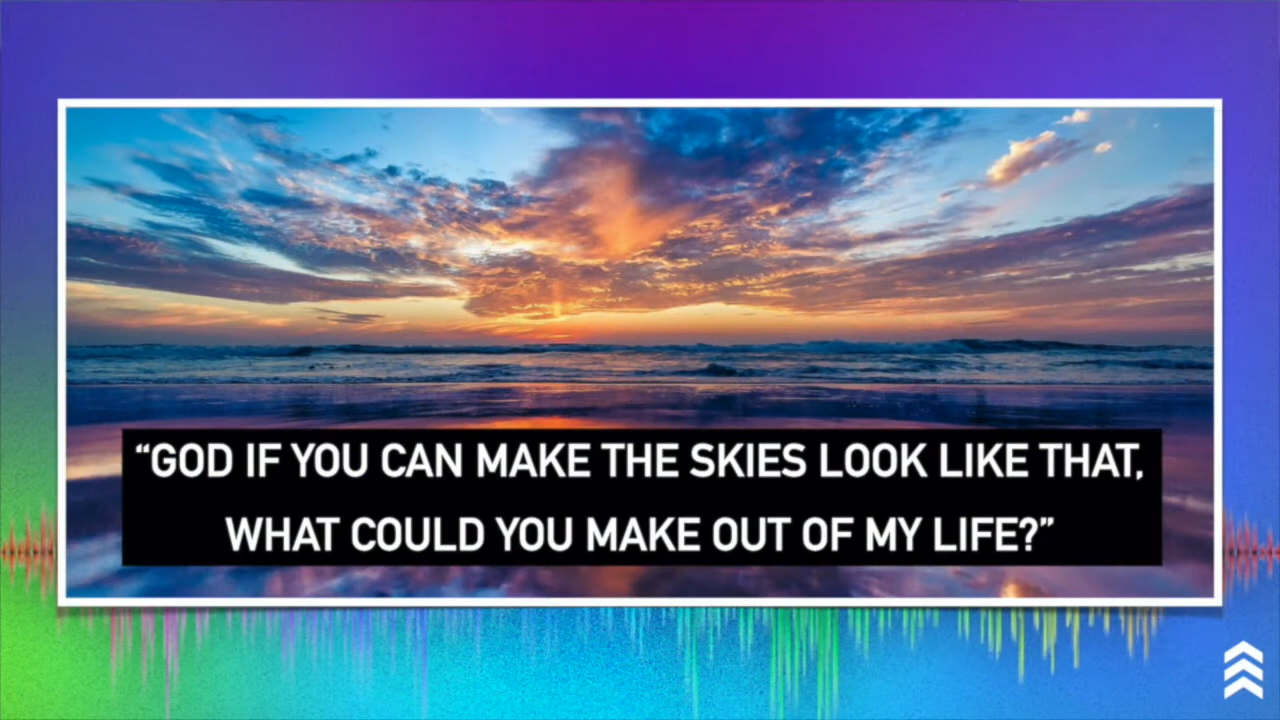 “GOD IF YOU CAN MAKE THE SKIES LOOK LIKE THAT,
WHAT COULD YOU MAKE OUT OF MY LIFE?”